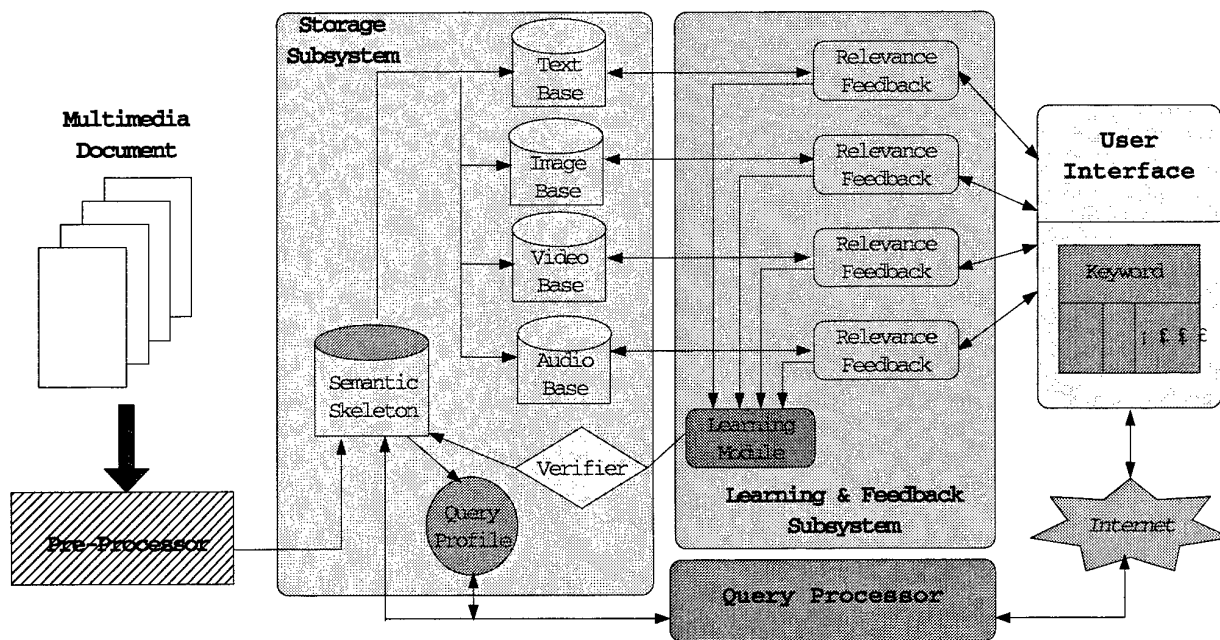 Storage
Subsystem
Text
Base
Image
Base
Video
Base
Audio
Base
Multimedia
Document
Semantic
Skeleton
Pre-Processor
Query
Profile
Verifier
Relevance
Feedback
Relevance
Feedback
Relevance
Feedback
Relevance
Feedback
Learning
Module
Learning & Feedback
Subsystem
User
Interface
Keyword
¡ £ £ £
Internet
Query Processor